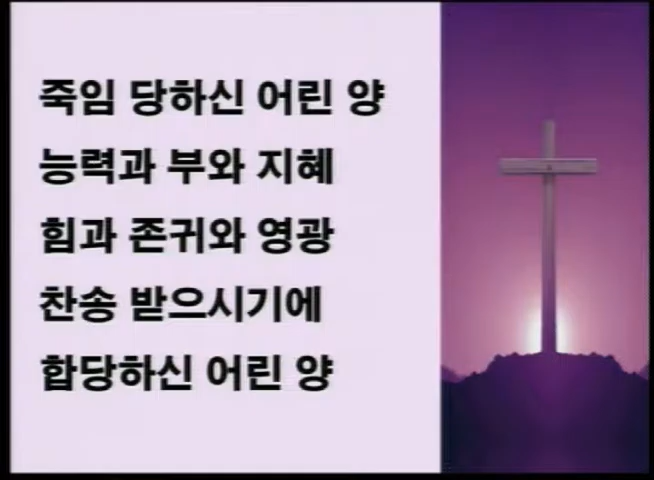 죽임 당하신 어린 양
능력과 부와 지혜
힘과 존귀와 영광
찬송 받으시기에
합당하신 어린 양